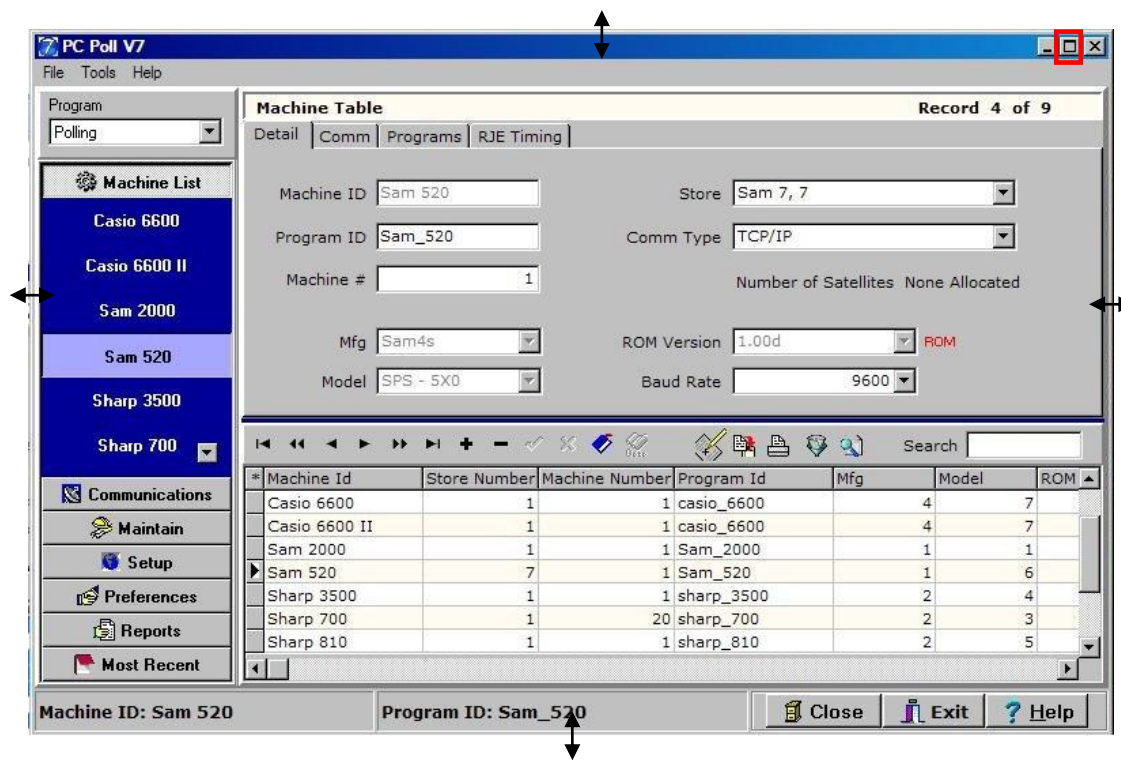 PC Poll V7
File Tools Help
Program
Polling
Machine List
Casio 6600
Casio 6600 II
Sam 2000
Sam 520
Sharp 3500
Sharp 700
Communications
Maintain
Setup
Preferences
Reports
Most Recent
Machine Table Record 4 of 9
Detail Comm Programs RJE Timing
Machine ID Sam 520 Store Sam 7, 7
Program ID Sam_520 Comm Type TCP/IP
Machine # 1 Number of Satellites None Allocated
Mfg Sam4s ROM Version 1.00d ROM
Model SPS - 5X0 Baud Rate 9600
Search
* Machine Id Store Number Machine Number Program Id Mfg Model ROM
Casio 6600 1 1 casio_6600 4 7
Casio 6600 II 1 1 casio_6600 4 7
Sam 2000 1 1 Sam_2000 1 1
Sam 520 7 1 Sam_520 1 6
Sharp 3500 1 1 sharp_3500 2 4
Sharp 700 1 20 sharp_700 2 3
Sharp 810 1 1 sharp_810 2 5
Machine ID: Sam 520 Program ID: Sam_520 Close Exit ? Help